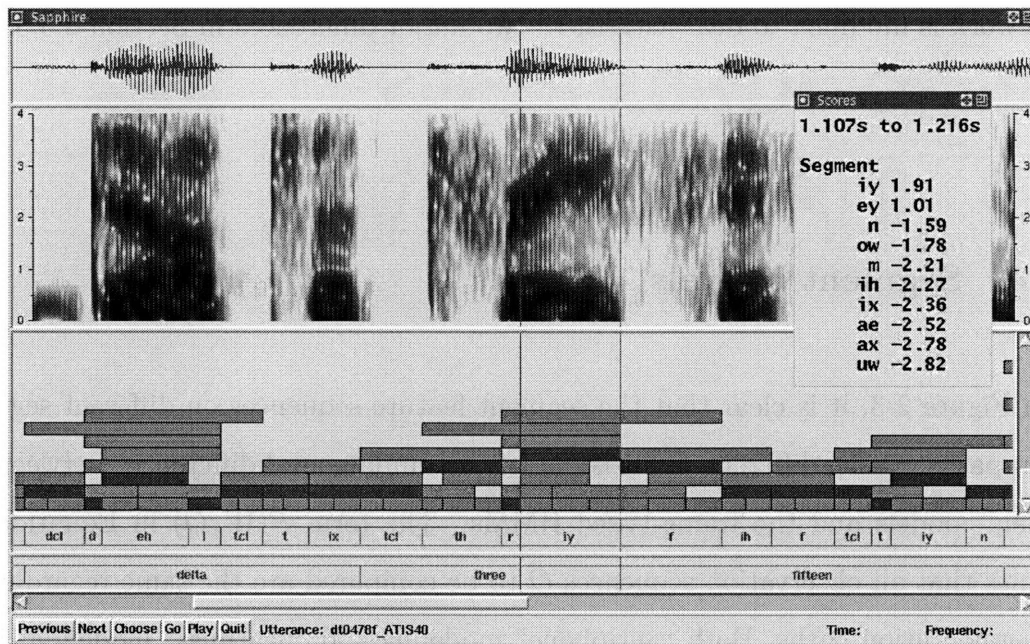 Sapphire
4
3
2
1
0
4
Scores
1.107s to 1.216s
Segment
iy 1.91
ey 1.01
n -1.59
ow -1.78
m -2.21
ih -2.27
ix -2.36
ae -2.52
ax -2.78
uw -2.82
0
dcl d eh l tcl t ix tcl th r iy f ih f tcl t iy n
delta three fifteen
Previous Next Choose Go Play Quit Utterance: dt0478f_ATIS40 Time: Frequency: